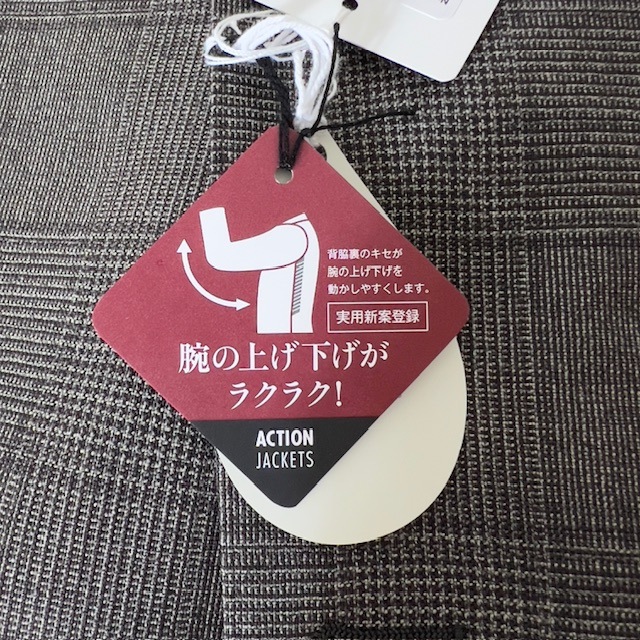 背脇裏のキセが
腕の上げ下げを
動かしやすくします。
実用新案登録
腕の上げ下げが
ラクラク!
ACTION
JACKETS